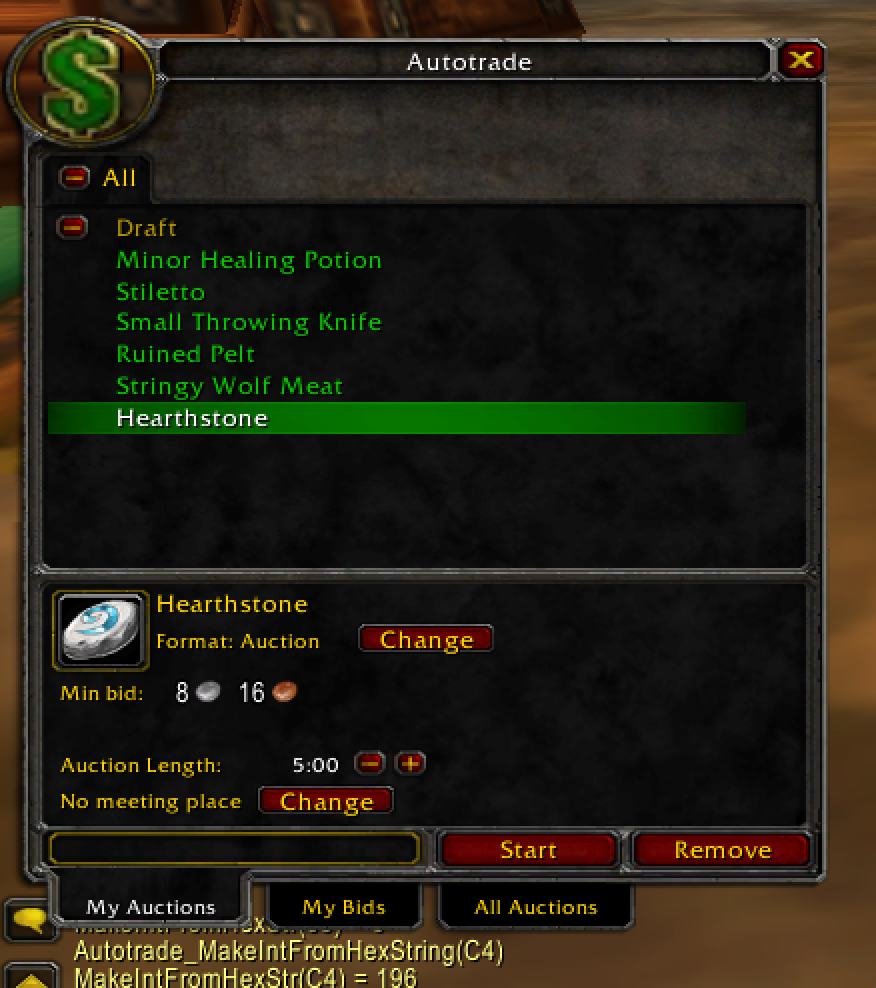 Autotrade
All
Draft
Minor Healing Potion
Stiletto
Small Throwing Knife
Ruined Pelt
Stringy Wolf Meat
Hearthstone
Hearthstone
Format: Auction Change
Min bid: 8 16
Auction Length: 5:00
No meeting place Change
Start Remove
My Auctions My Bids All Auctions
Autotrade_MakeIntFromHexString(C4)
MakeIntFromHexStr(C4) = 196